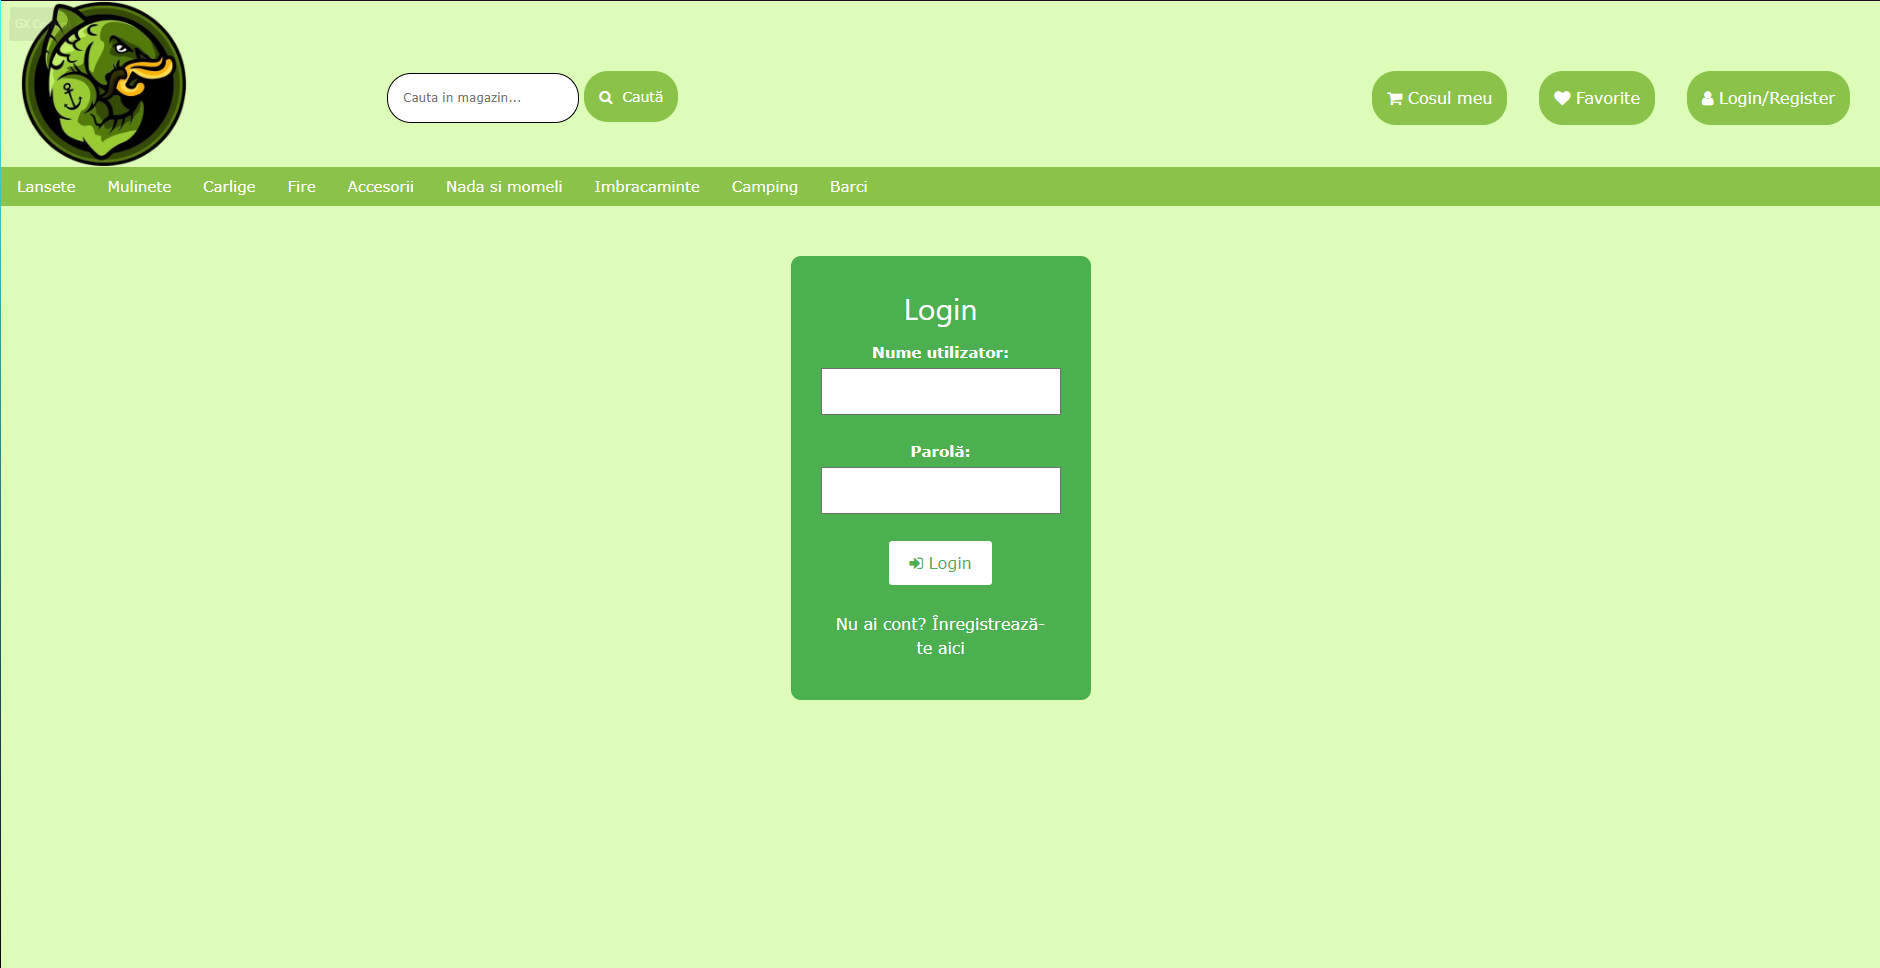 Cauta in magazin...
Caută
Cosul meu
Favorite
Login/Register
Lansete
Mulinete
Carlige
Fire
Accesorii
Nada si momeli
Imbracaminte
Camping
Barci
Login
Nume utilizator:
Parolă:
Login
Nu ai cont? Înregistrează-
te aici